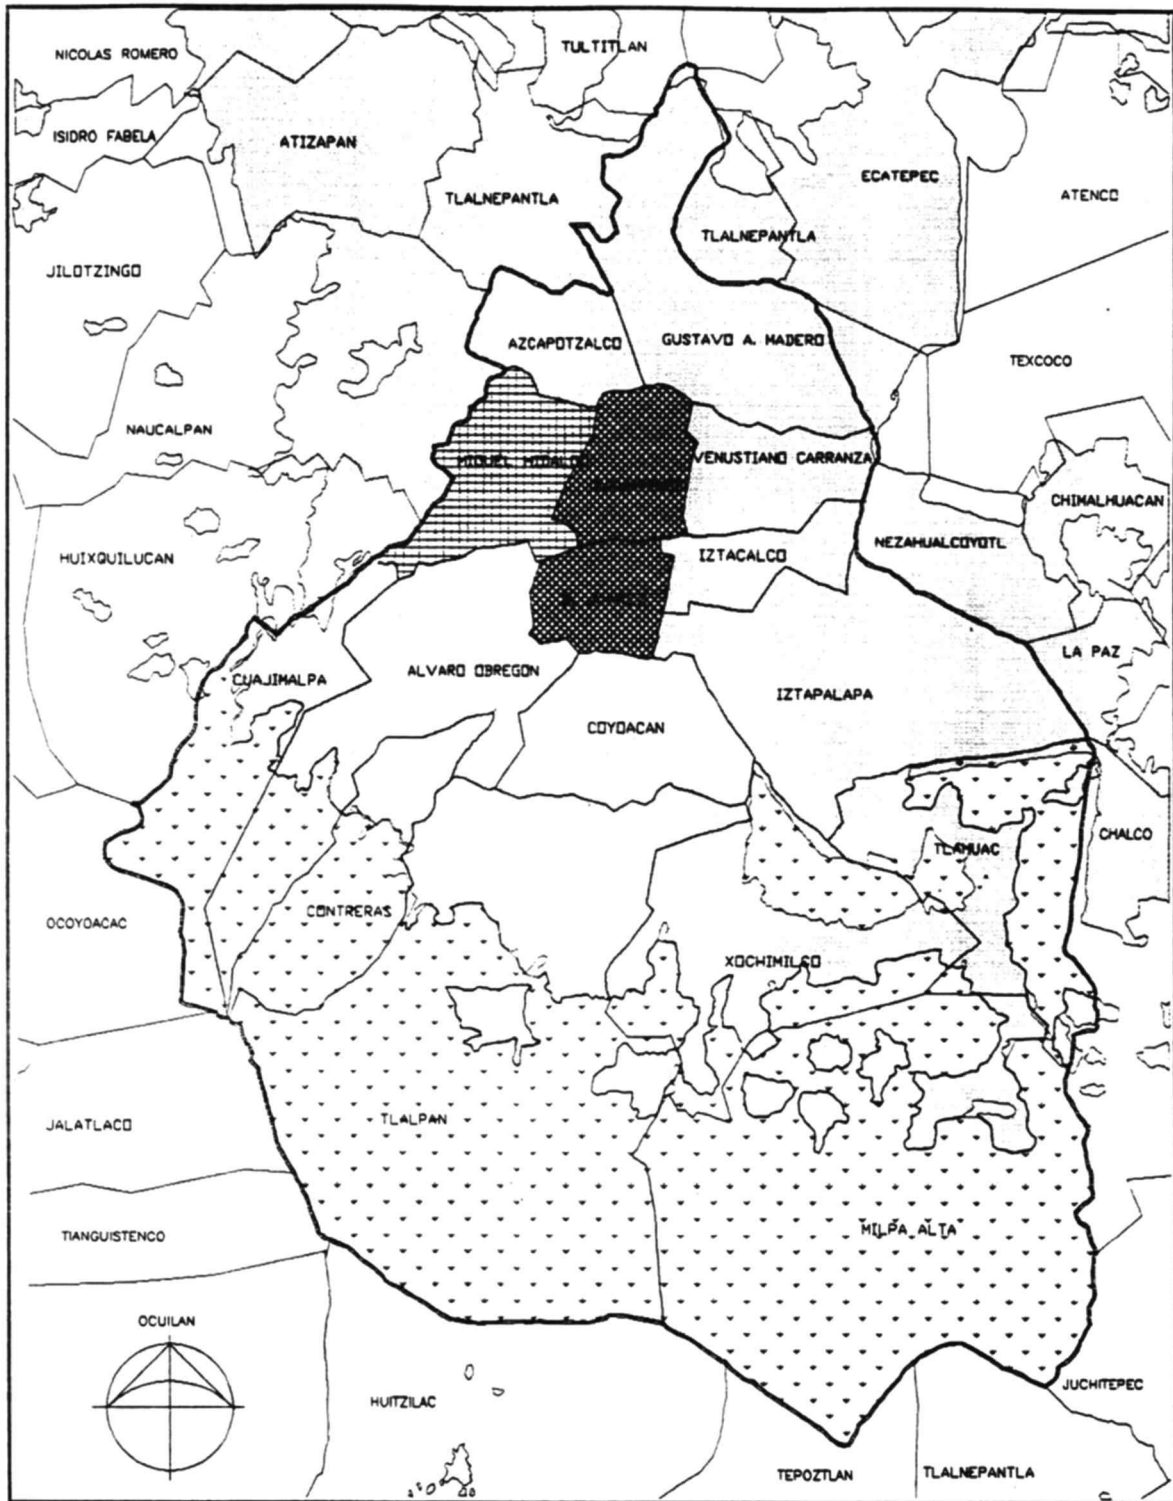 NICOLAS ROMERO
TULTITLAN
ISIDRO FABELA
ATIZAPAN
ECATEPEC
TLALNEPANTLA
ATENCO
TLALNEPANTLA
JILOTZINGO
AZCAPOTZALCO
GUSTAVO A. MADERO
TEXCOCO
NAUCALPAN
MIGUEL HIDALGO
VENUSTIANO CARRANZA
CHIMALHUACAN
HUIXQUILUCAN
IZTACALCO
NEZAHUALCOYOTL
LA PAZ
CUAJIMALPA
ALVARO OBREGON
IZTAPALAPA
COYOACAN
CHALCO
TLAHUAC
OCOYOACAC
CONTRERAS
XOCHIMILCO
JALATLACO
TLALPAN
TIANGUISTENCO
MILPA ALTA
OCUILAN
HUITZILAC
JUCHITEPEC
TEPOZTLAN
TLALNEPANTLA